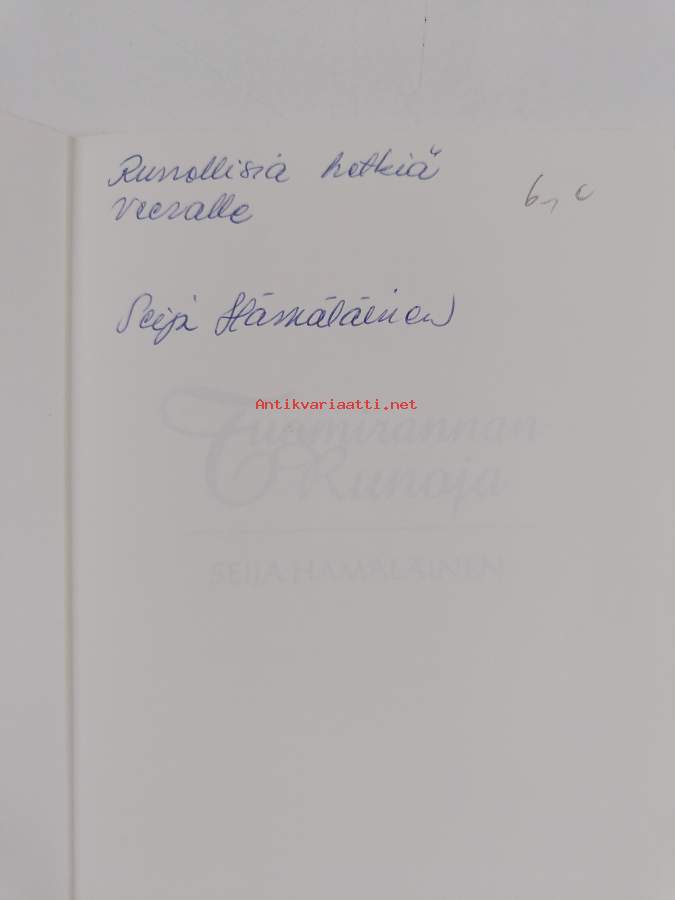 Runollisia hetkiä
Veeralle
6,- c
Seija Hämäläinen
Antikvariaatti.net
Tuomirannan
Runoja
SEIJA HÄMÄLÄINEN